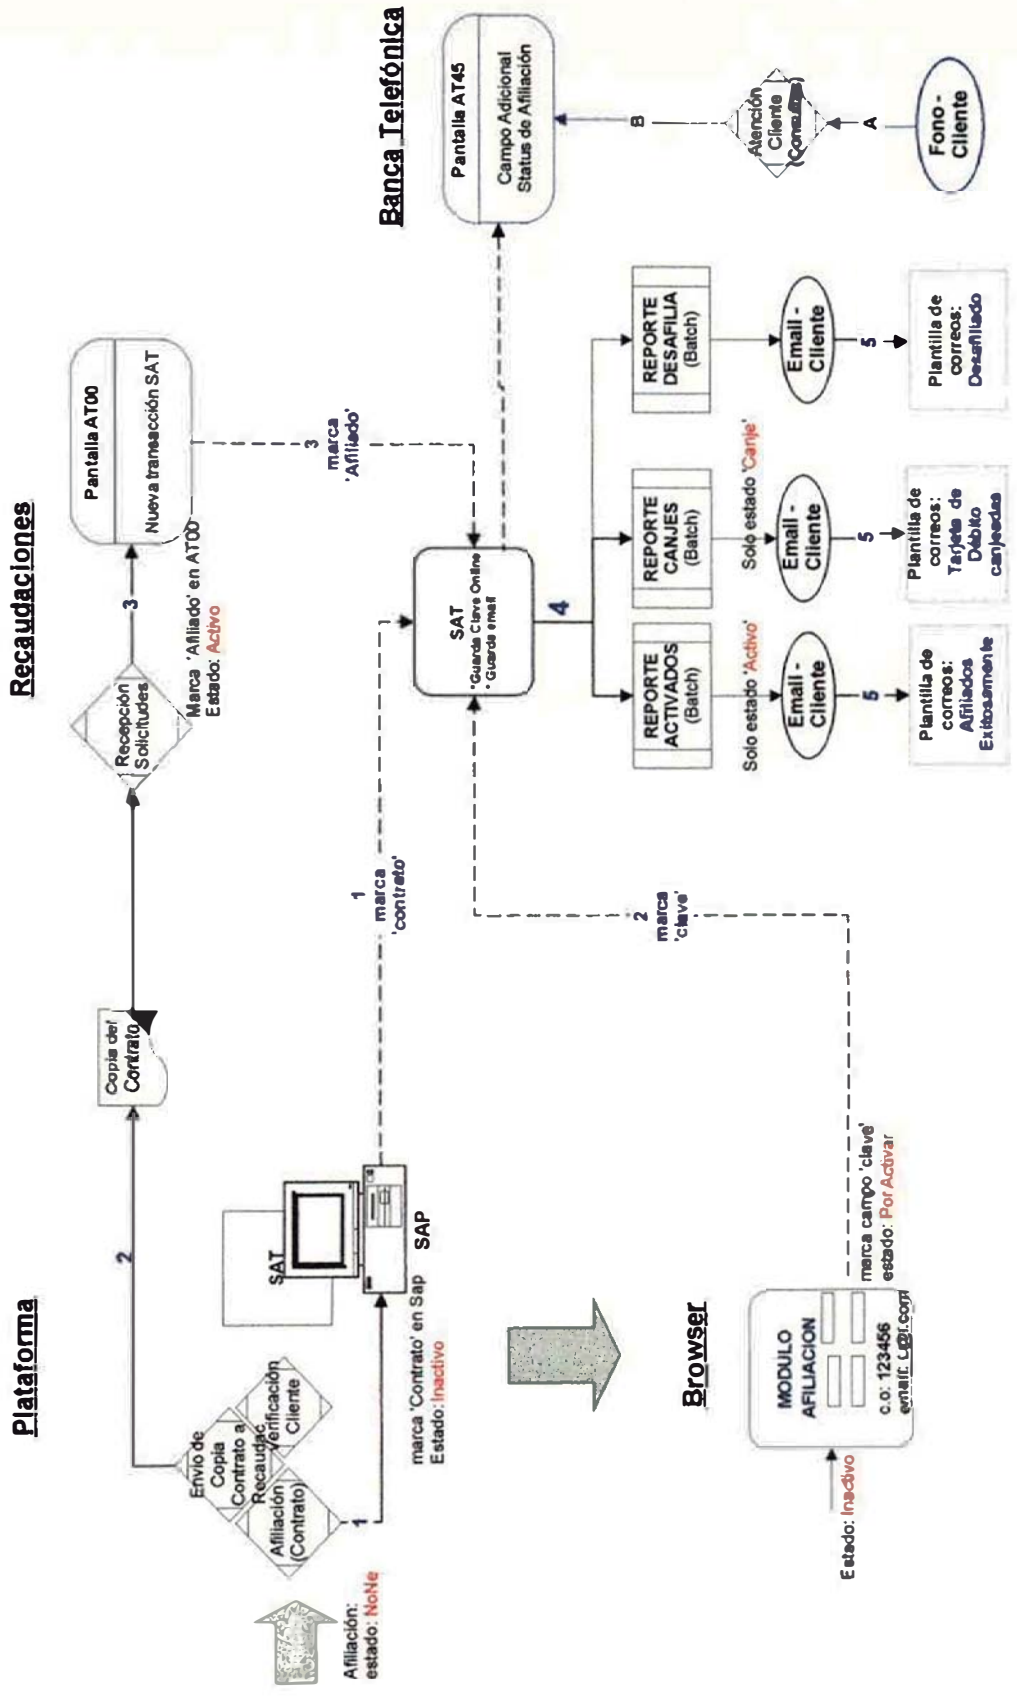 Plataforma
Recaudaciones
Banca Telefónica
Afiliación:
estado: NoNe
Envío de
Copia
Contrato a
Recaudac
Verificación
Cliente
Afiliación
(Contrato)
1
2
SAT
SAP
marca 'Contrato' en Sap
Estado: Inactivo
Copia del
Contrato
Recepción
Solicitudes
3
Marca 'Afiliado' en AT00
Estado: Activo
Pantalla AT00
Nueva transacción SAT
3
marca
'Afiliado'
1
marca
'contrato'
SAT
*Guarda Clave Online
* Guarda email
2
marca
'clave'
4
Pantalla AT45
Campo Adicional
Status de Afiliación
B
Atención
Cliente
A
Fono -
Cliente
REPORTE
ACTIVADOS
(Batch)
Solo estado 'Activo'
Email -
Cliente
5
Plantilla de
correos:
Afiliados
Exitosamente
REPORTE
CANJES
(Batch)
Solo estado 'Canje'
Email -
Cliente
5
Plantilla de
correos:
Tarjeta de
Débito
canjeadas
REPORTE
DESAFILIA
(Batch)
Email -
Cliente
5
Plantilla de
correos:
Desafiliado
Browser
Estado: Inactivo
MODULO
AFILIACION
c.o: 123456
email:
marca campo 'clave'
estado: Por Activar